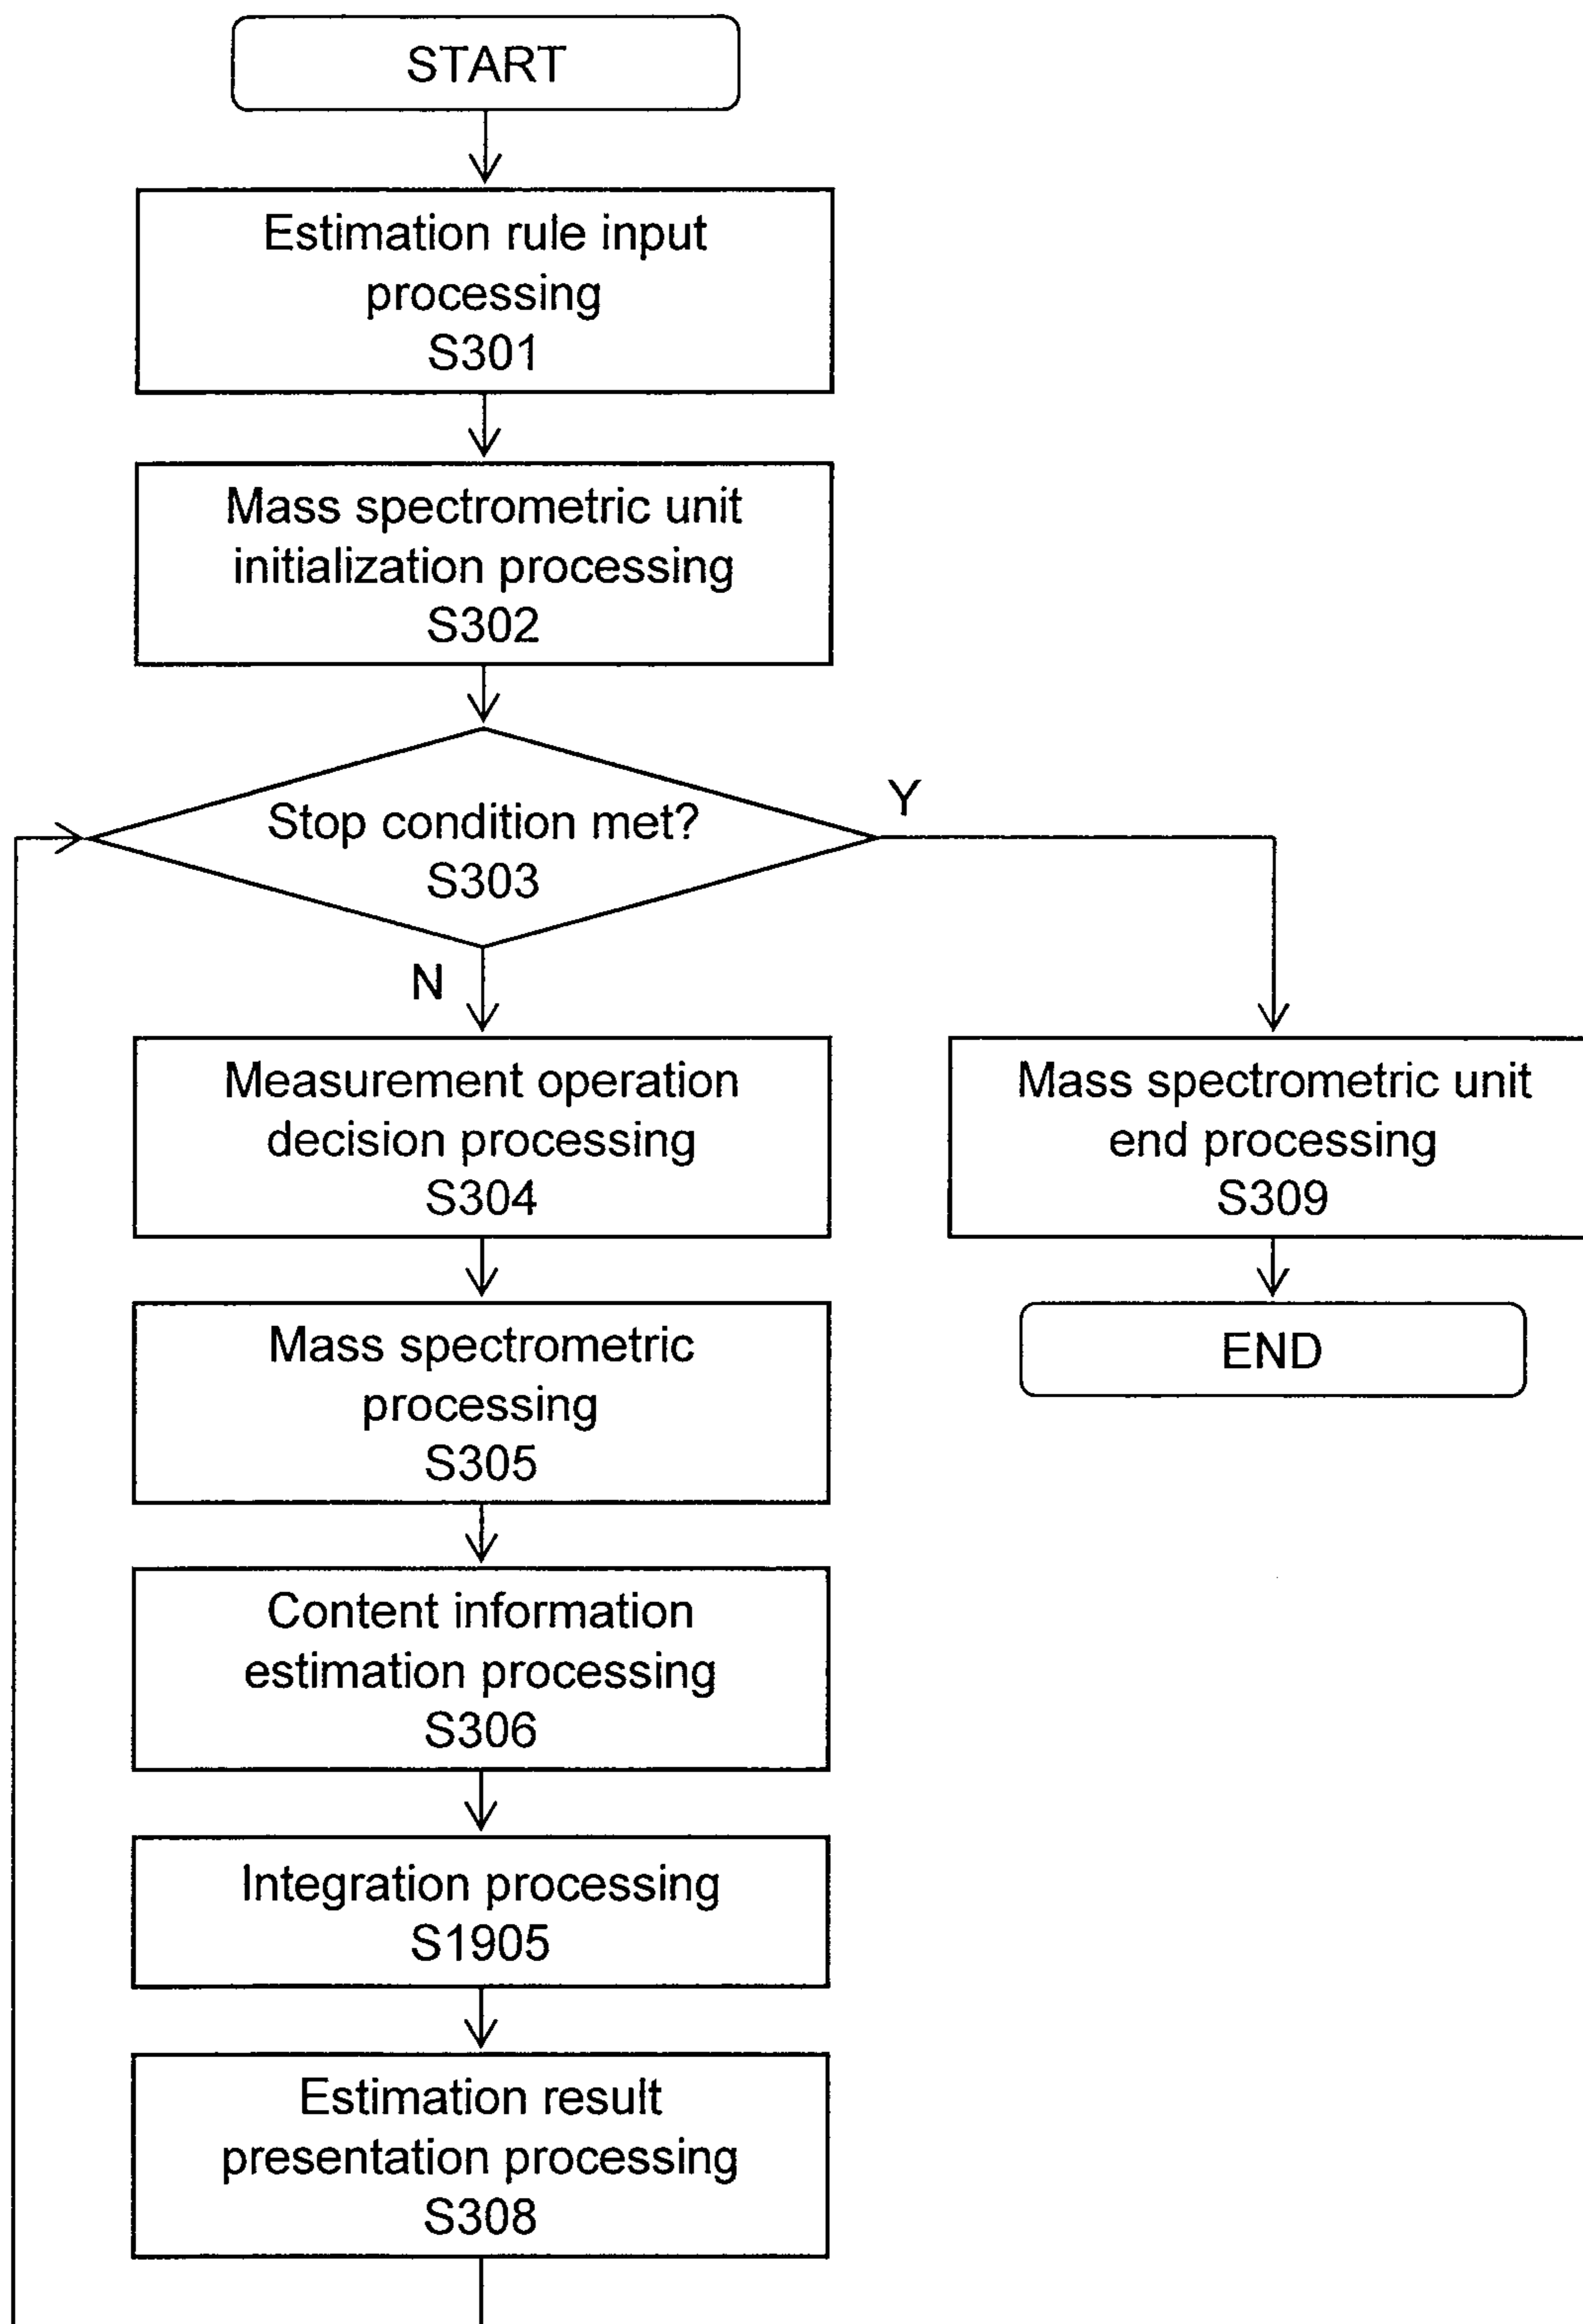 START
Estimation rule input
processing
S301
Mass spectrometric unit
initialization processing
S302
Stop condition met?
S303
Y
N
Measurement operation
decision processing
S304
Mass spectrometric unit
end processing
S309
Mass spectrometric
processing
S305
END
Content information
estimation processing
S306
Integration processing
S1905
Estimation result
presentation processing
S308